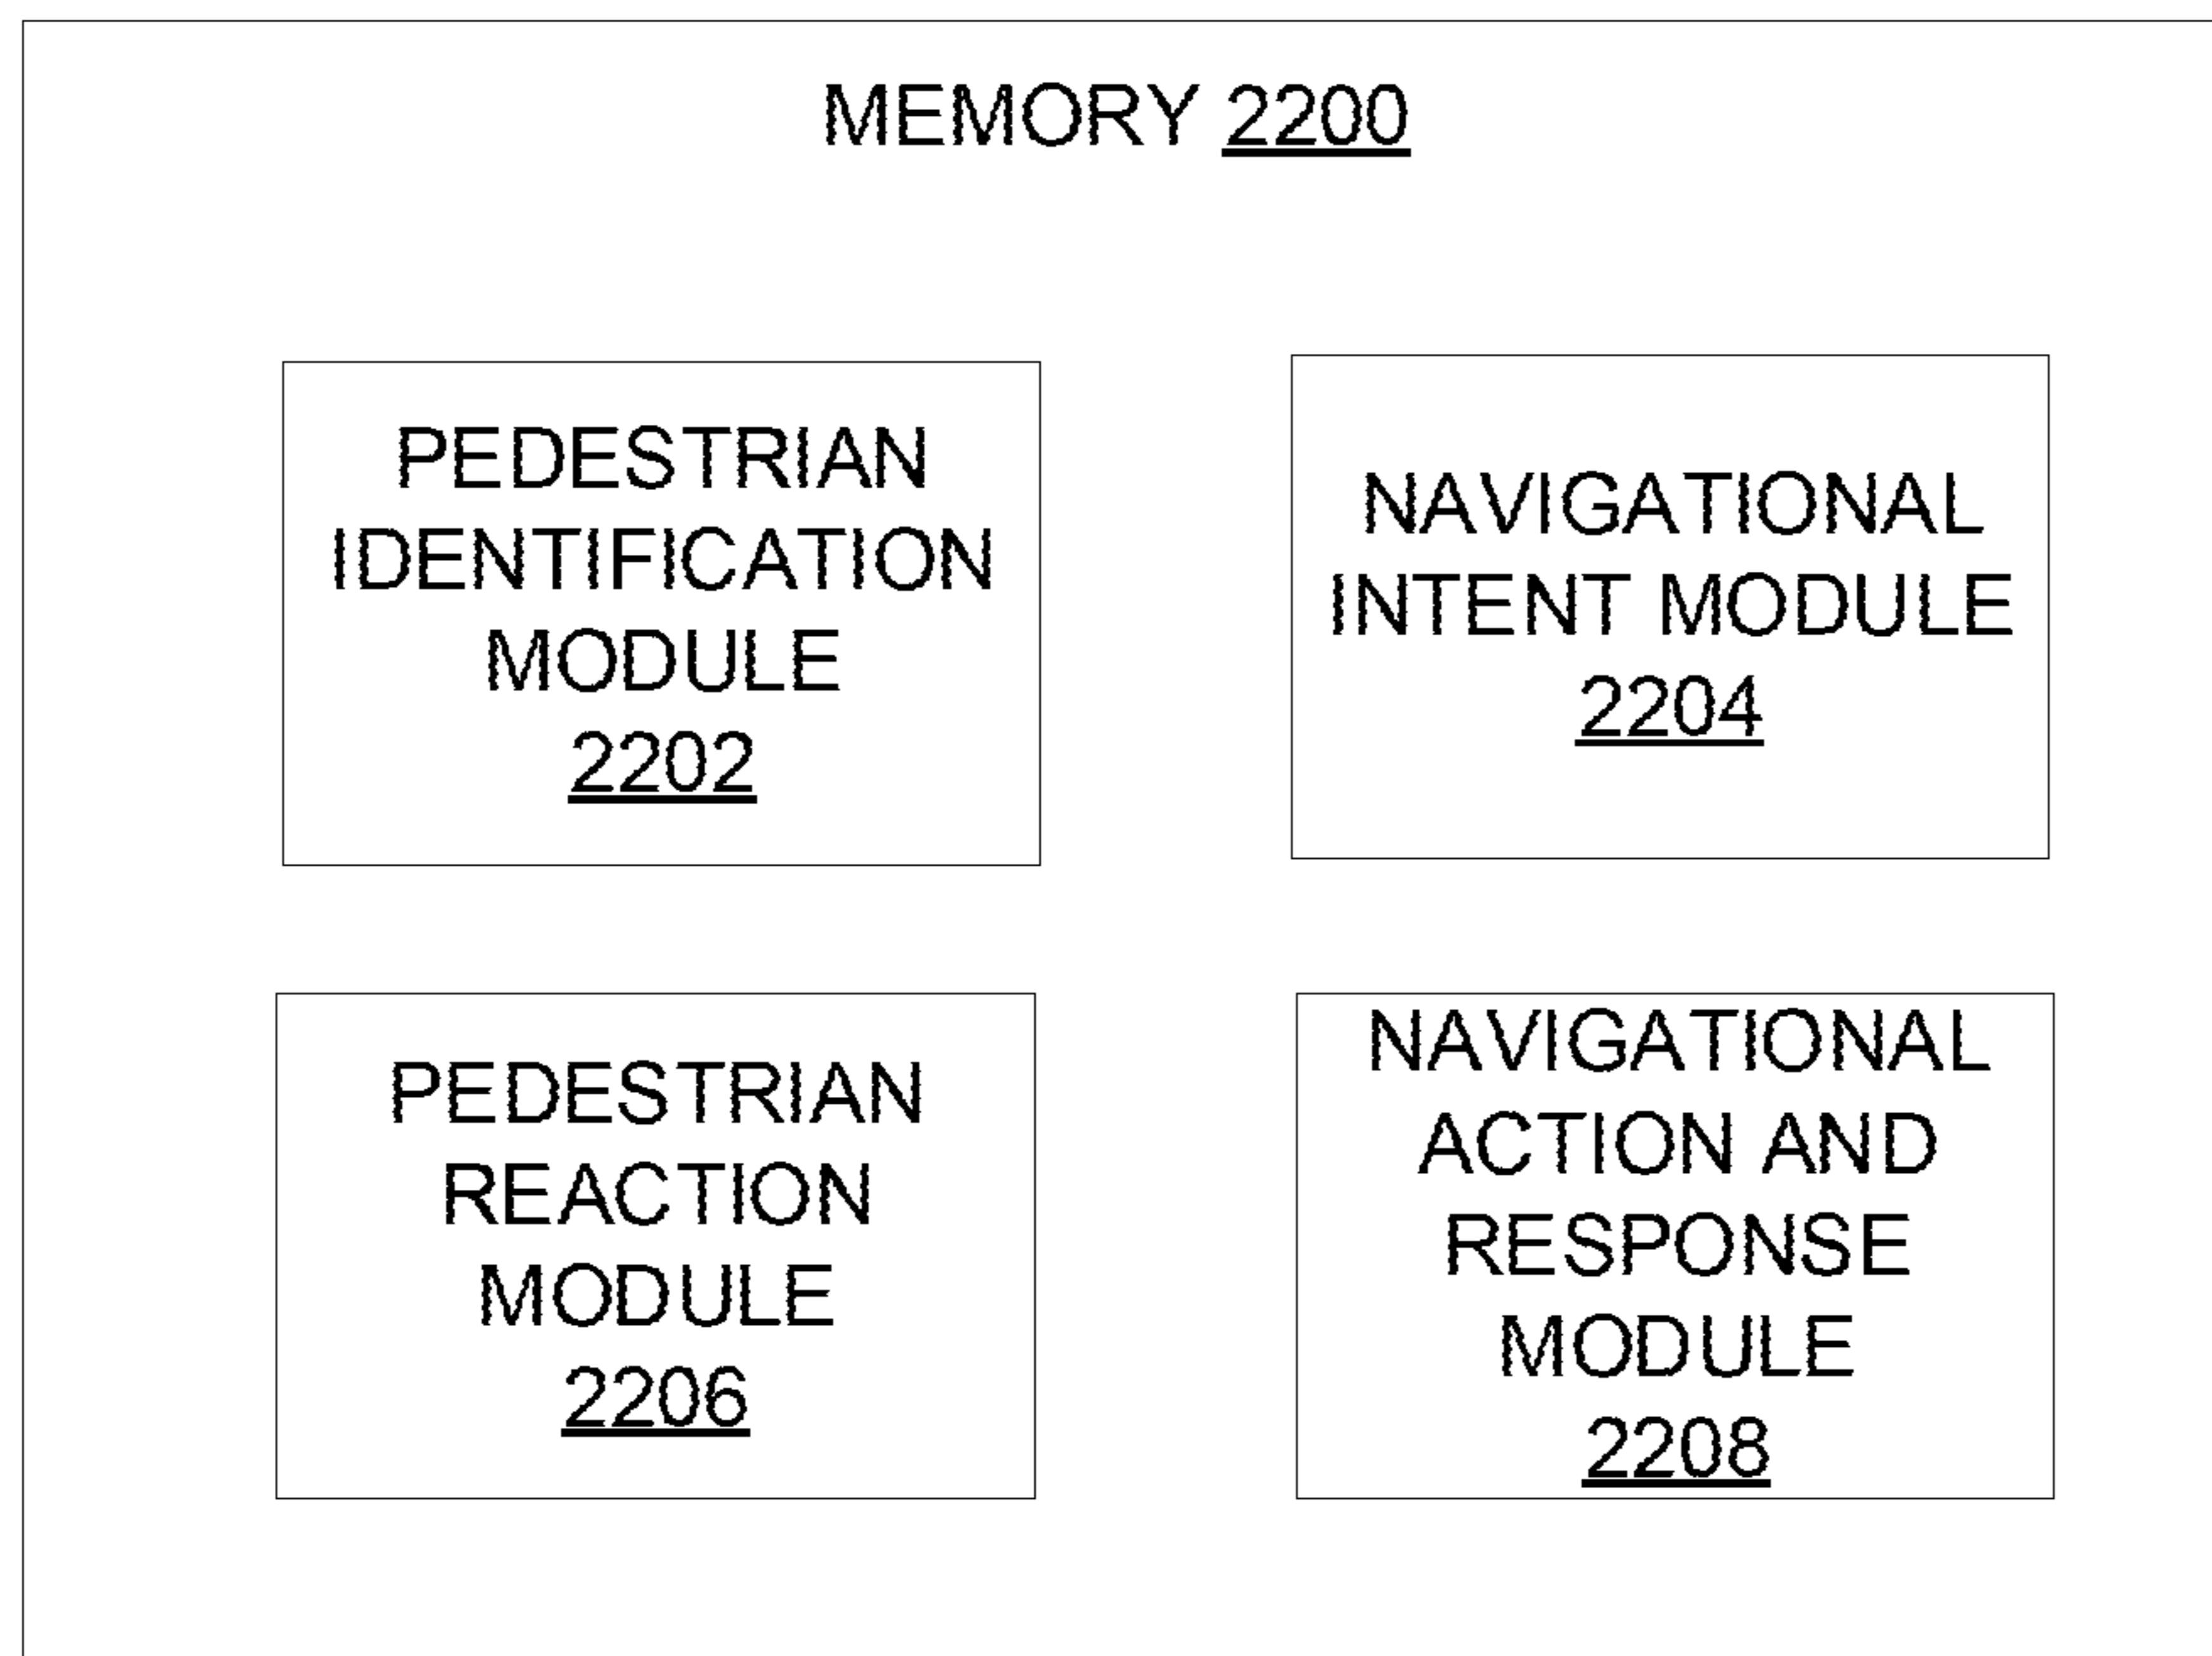 MEMORY 2200
PEDESTRIAN
IDENTIFICATION
MODULE
2202
NAVIGATIONAL
INTENT MODULE
2204
PEDESTRIAN
REACTION
MODULE
2206
NAVIGATIONAL
ACTION AND
RESPONSE
MODULE
2208